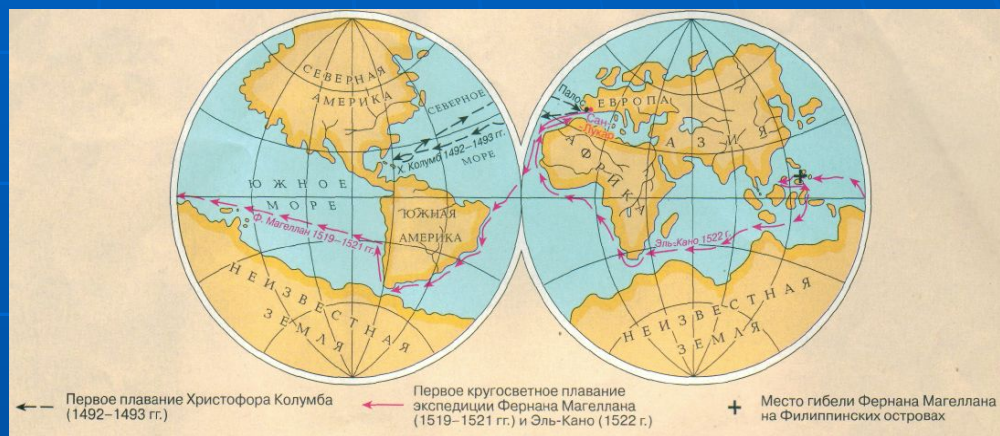 СЕВЕРНАЯ
АМЕРИКА
СЕВЕРНОЕ
МОРЕ
Х. Колумб 1492–1493 гг.
ЮЖНОЕ
МОРЕ
Ф. Магеллан 1519–1521 гг.
ЮЖНАЯ
АМЕРИКА
НЕИЗВЕСТНАЯ
ЗЕМЛЯ
Палос
ЕВРОПА
Сан-
Лукар
АЗИЯ
АФРИКА
Эль-Кано 1522 г.
НЕИЗВЕСТНАЯ
ЗЕМЛЯ
Первое плавание Христофора Колумба
(1492–1493 гг.)
Первое кругосветное плавание
экспедиции Фернана Магеллана
(1519–1521 гг.) и Эль-Кано (1522 г.)
Место гибели Фернана Магеллана
на Филиппинских островах